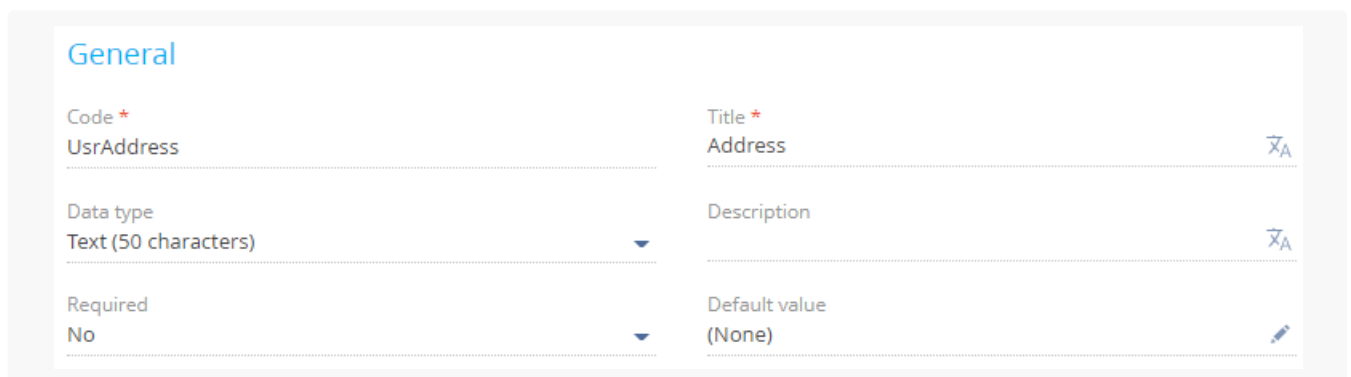 General
Code *
UsrAddress
Title *
Address
Data type
Text (50 characters)
Description
Required
No
Default value
(None)